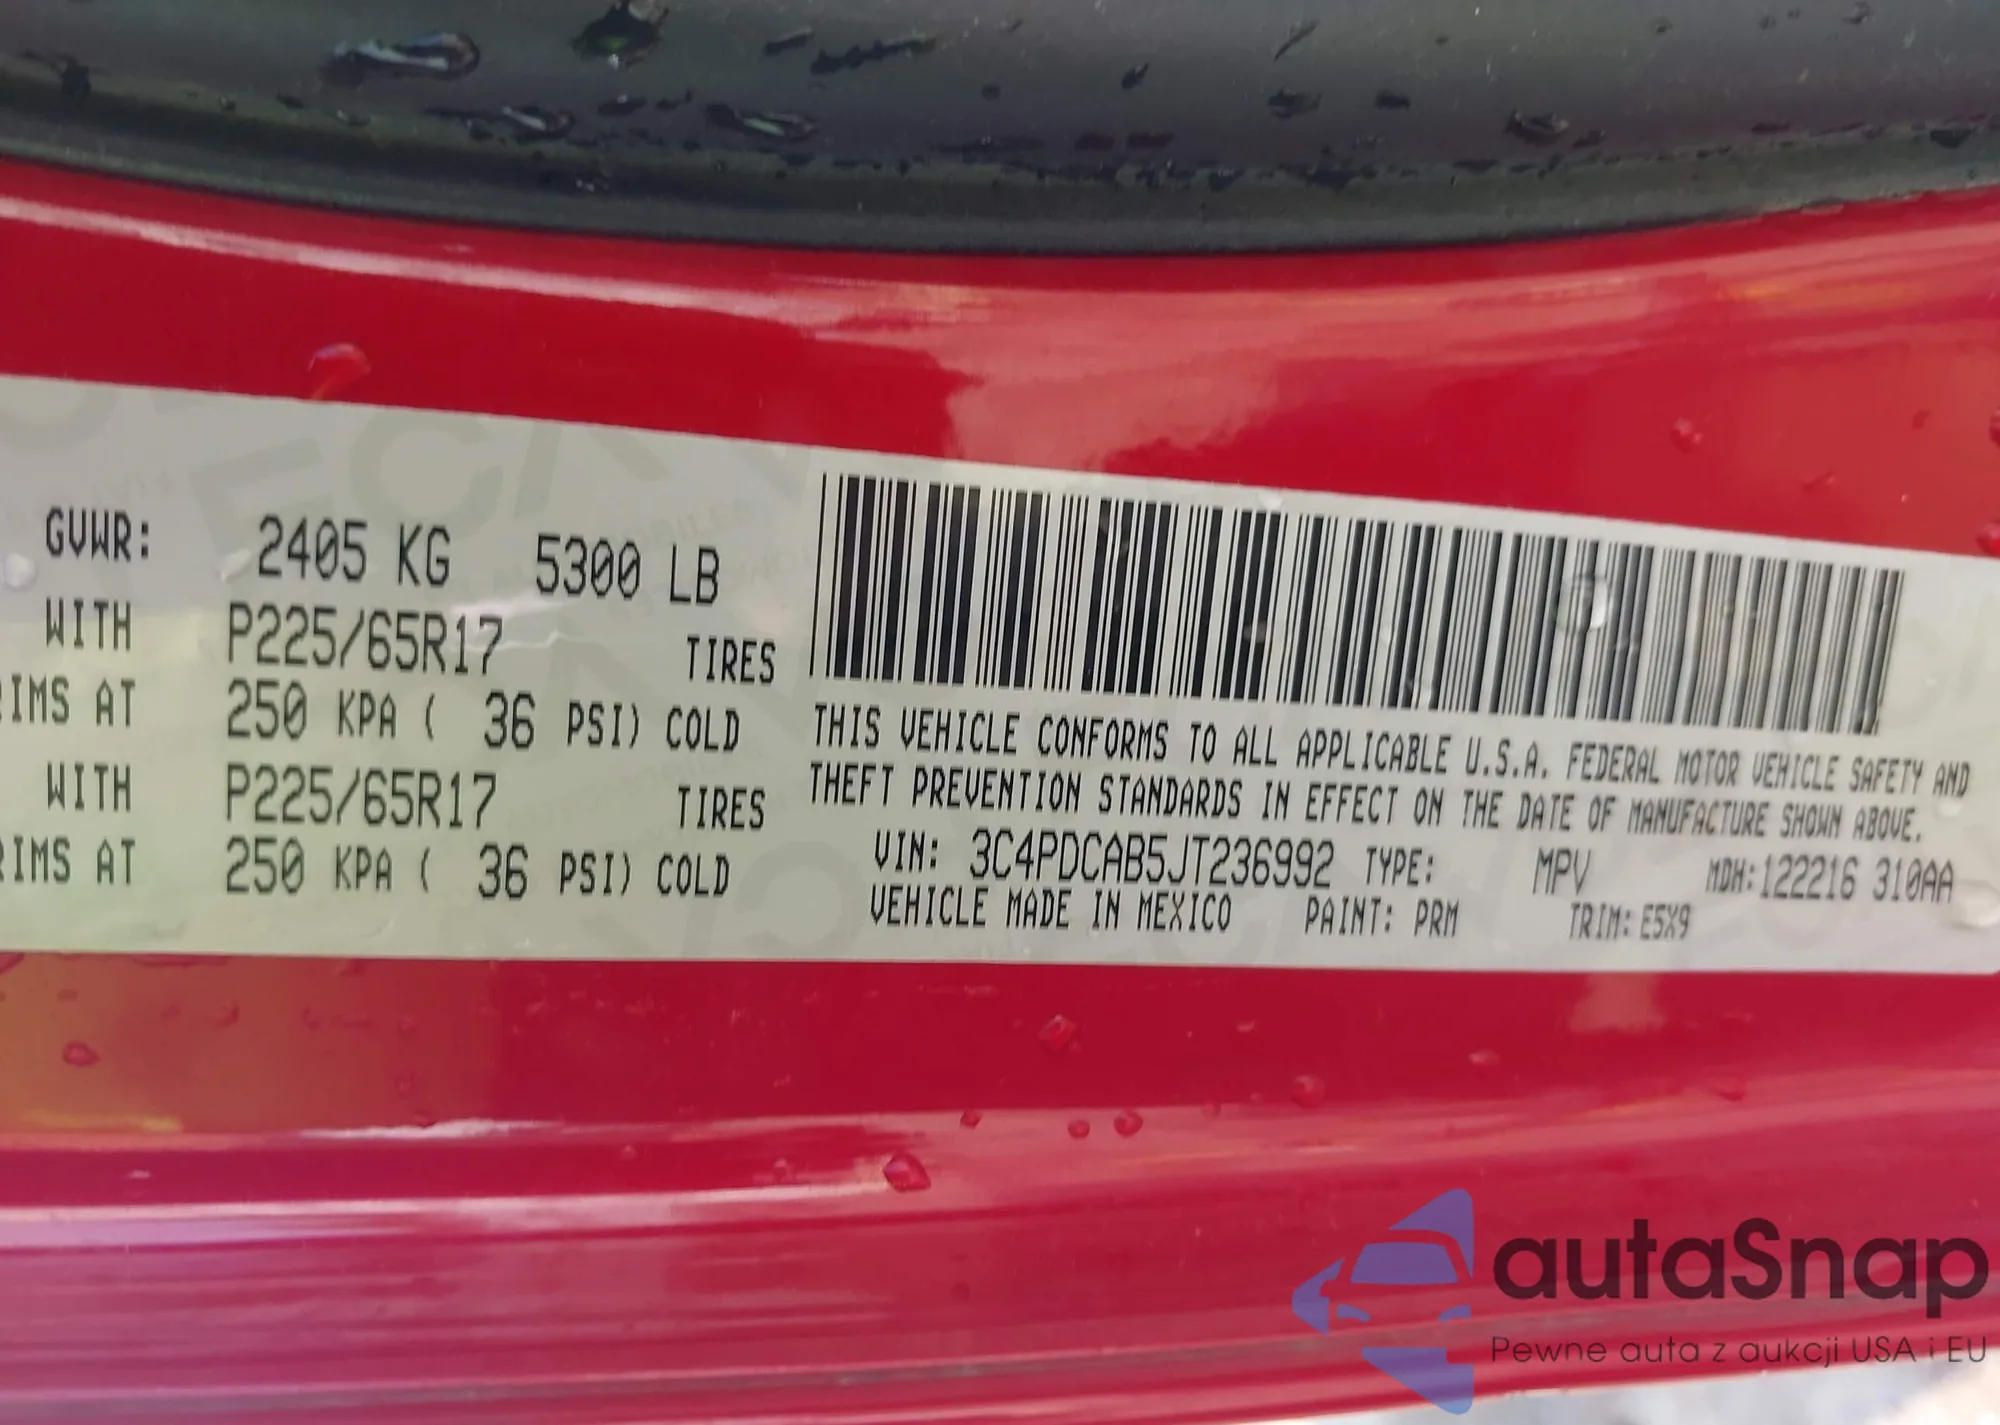 GVWR: 2405 KG 5300 LB
WITH P225/65R17 TIRES
RIMS AT 250 KPA ( 36 PSI) COLD
WITH P225/65R17 TIRES
RIMS AT 250 KPA ( 36 PSI) COLD
THIS VEHICLE CONFORMS TO ALL APPLICABLE U.S.A. FEDERAL MOTOR VEHICLE SAFETY AND
THEFT PREVENTION STANDARDS IN EFFECT ON THE DATE OF MANUFACTURE SHOWN ABOVE.
VIN: 3C4PDCAB5JT236992 TYPE: MPV MDH:122216 310AA
VEHICLE MADE IN MEXICO PAINT: PRM TRIM: E5X9
autaSnap
Pewne auta z aukcji USA i EU